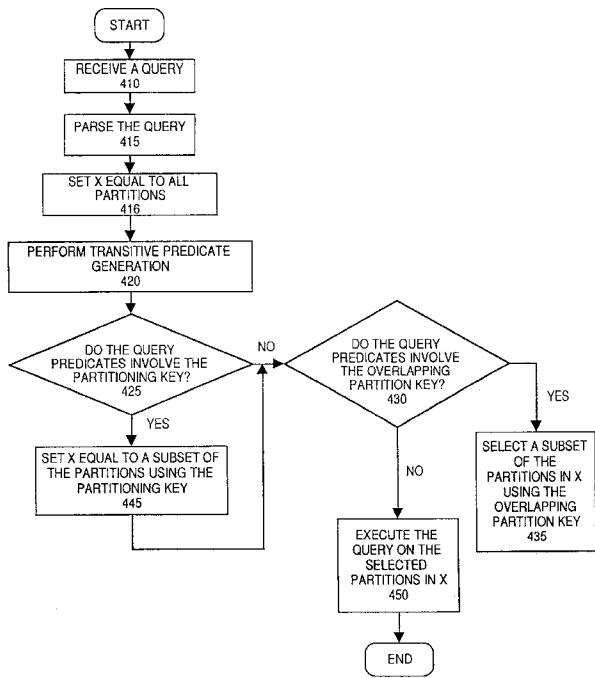 START
RECEIVE A QUERY
410
PARSE THE QUERY
415
SET X EQUAL TO ALL
PARTITIONS
416
PERFORM TRANSITIVE PREDICATE
GENERATION
420
DO THE QUERY
PREDICATES INVOLVE THE
PARTITIONING KEY?
425
NO
YES
SET X EQUAL TO A SUBSET OF
THE PARTITIONS USING THE
PARTITIONING KEY
445
DO THE QUERY
PREDICATES INVOLVE
THE OVERLAPPING
PARTITION KEY?
430
YES
NO
SELECT A SUBSET
OF THE
PARTITIONS IN X
USING THE
OVERLAPPING
PARTITION KEY
435
EXECUTE THE
QUERY ON THE
SELECTED
PARTITIONS IN X
450
END